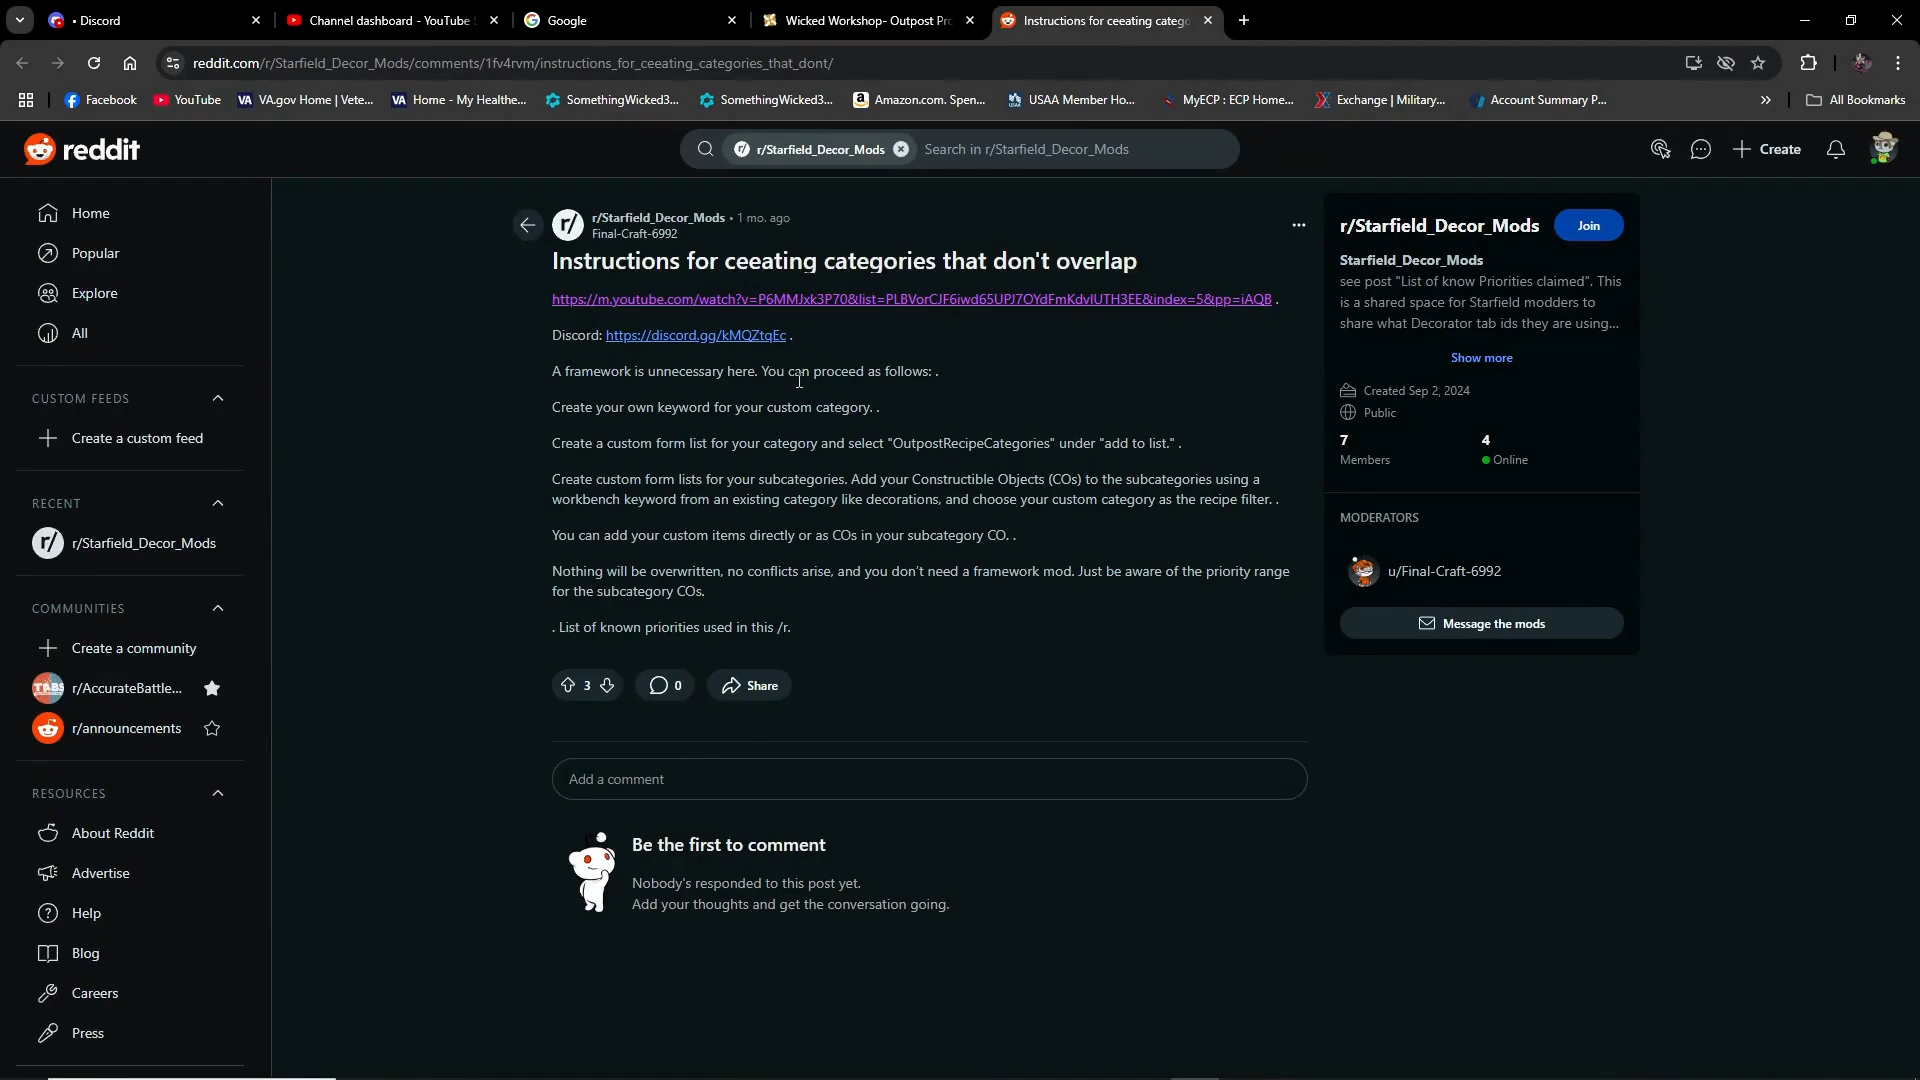 Discord
Channel dashboard - YouTube
Google
Wicked Workshop- Outpost Pr
Instructions for ceeating catego
reddit.com/r/Starfield_Decor_Mods/comments/1fv4rvm/instructions_for_ceeating_categories_that_dont/
Facebook
YouTube
VA VA.gov Home | Vete...
VA Home - My Healthe...
SomethingWicked3...
SomethingWicked3...
Amazon.com. Spen...
USAA Member Ho...
MyECP : ECP Home...
Exchange | Military...
Account Summary P...
All Bookmarks
reddit
r/Starfield_Decor_Mods
Search in r/Starfield_Decor_Mods
Create
Home
Popular
Explore
All
CUSTOM FEEDS
Create a custom feed
RECENT
r/Starfield_Decor_Mods
COMMUNITIES
Create a community
r/AccurateBattle...
r/announcements
RESOURCES
About Reddit
Advertise
Help
Blog
Careers
Press
r/Starfield_Decor_Mods • 1 mo. ago
Final-Craft-6992
Instructions for ceeating categories that don't overlap
https://m.youtube.com/watch?v=P6MMJxk3P70&list=PLBVorCJF6iwd65UPJ7OYdFmKdvIUTH3EE&index=5&pp=iAQB .
Discord: https://discord.gg/kMQZtqEc .
A framework is unnecessary here. You can proceed as follows: .
Create your own keyword for your custom category. .
Create a custom form list for your category and select "OutpostRecipeCategories" under "add to list." .
Create custom form lists for your subcategories. Add your Constructible Objects (COs) to the subcategories using a
workbench keyword from an existing category like decorations, and choose your custom category as the recipe filter. .
You can add your custom items directly or as COs in your subcategory CO. .
Nothing will be overwritten, no conflicts arise, and you don’t need a framework mod. Just be aware of the priority range
for the subcategory COs.
. List of known priorities used in this /r.
3
0
Share
Add a comment
Be the first to comment
Nobody's responded to this post yet.
Add your thoughts and get the conversation going.
r/Starfield_Decor_Mods
Join
Starfield_Decor_Mods
see post "List of know Priorities claimed". This
is a shared space for Starfield modders to
share what Decorator tab ids they are using...
Show more
Created Sep 2, 2024
Public
7
4
Members
Online
MODERATORS
u/Final-Craft-6992
Message the mods